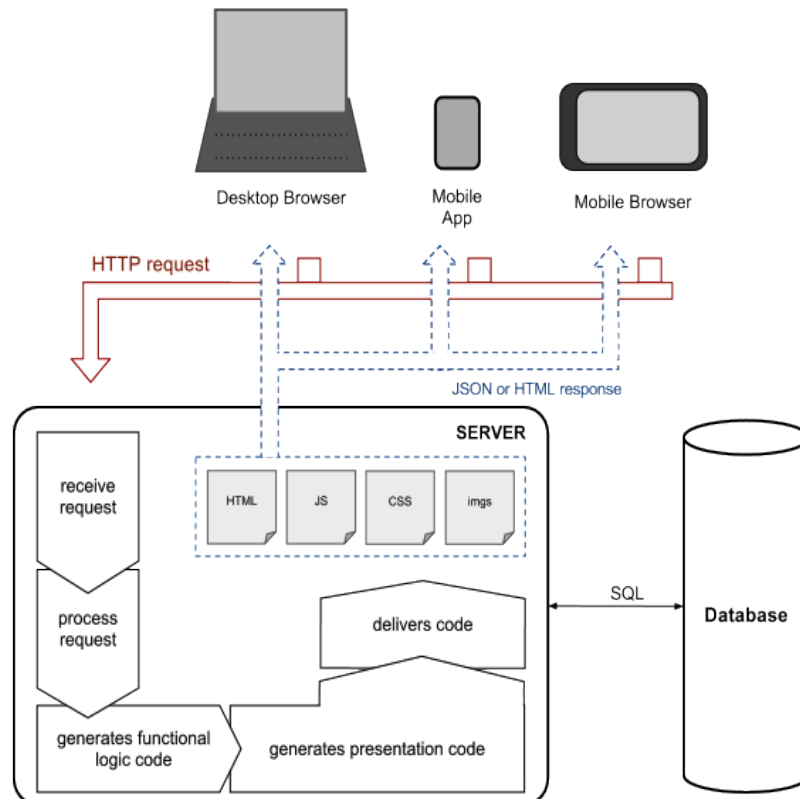 Desktop Browser
Mobile
App
Mobile Browser
HTTP request
JSON or HTML response
SERVER
receive
request
HTML
JS
CSS
imgs
process
request
delivers code
SQL
Database
generates functional
logic code
generates presentation code